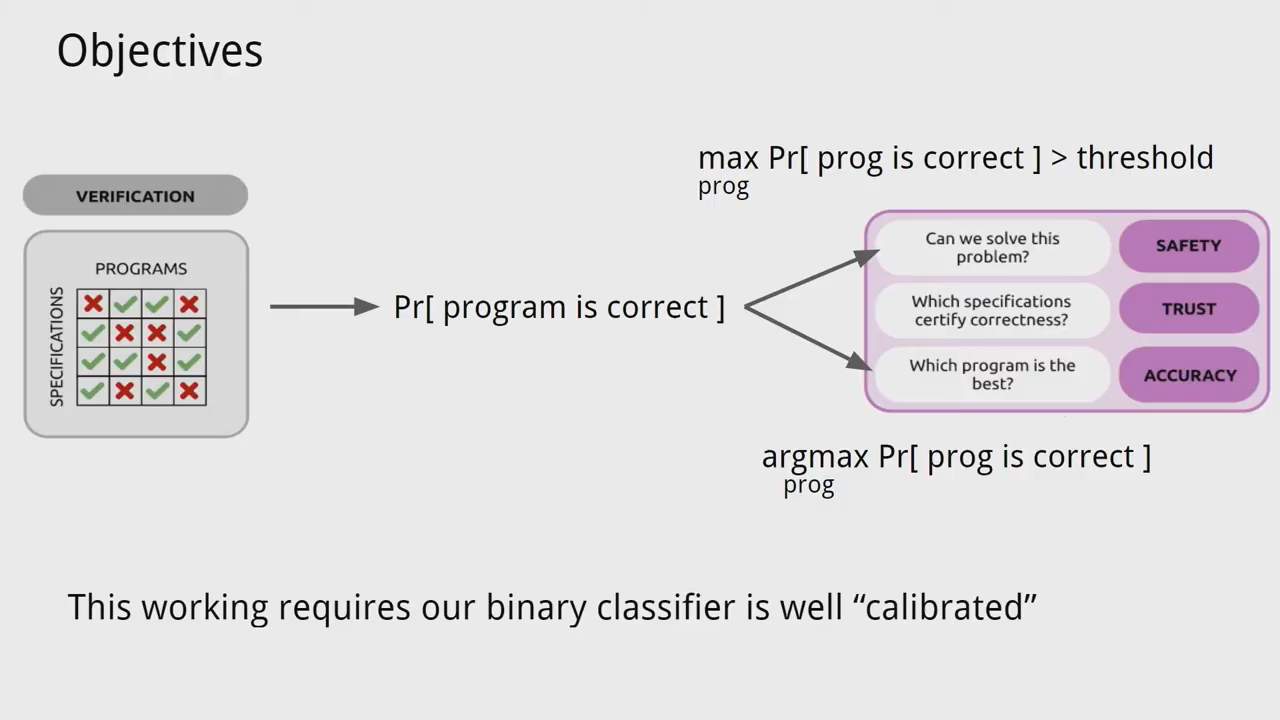 Objectives
max Pr[ prog is correct ] > threshold
prog
VERIFICATION
PROGRAMS
SPECIFICATIONS
Pr[ program is correct ]
Can we solve this
problem?
SAFETY
Which specifications
certify correctness?
TRUST
Which program is the
best?
ACCURACY
argmax Pr[ prog is correct ]
prog
This working requires our binary classifier is well “calibrated”